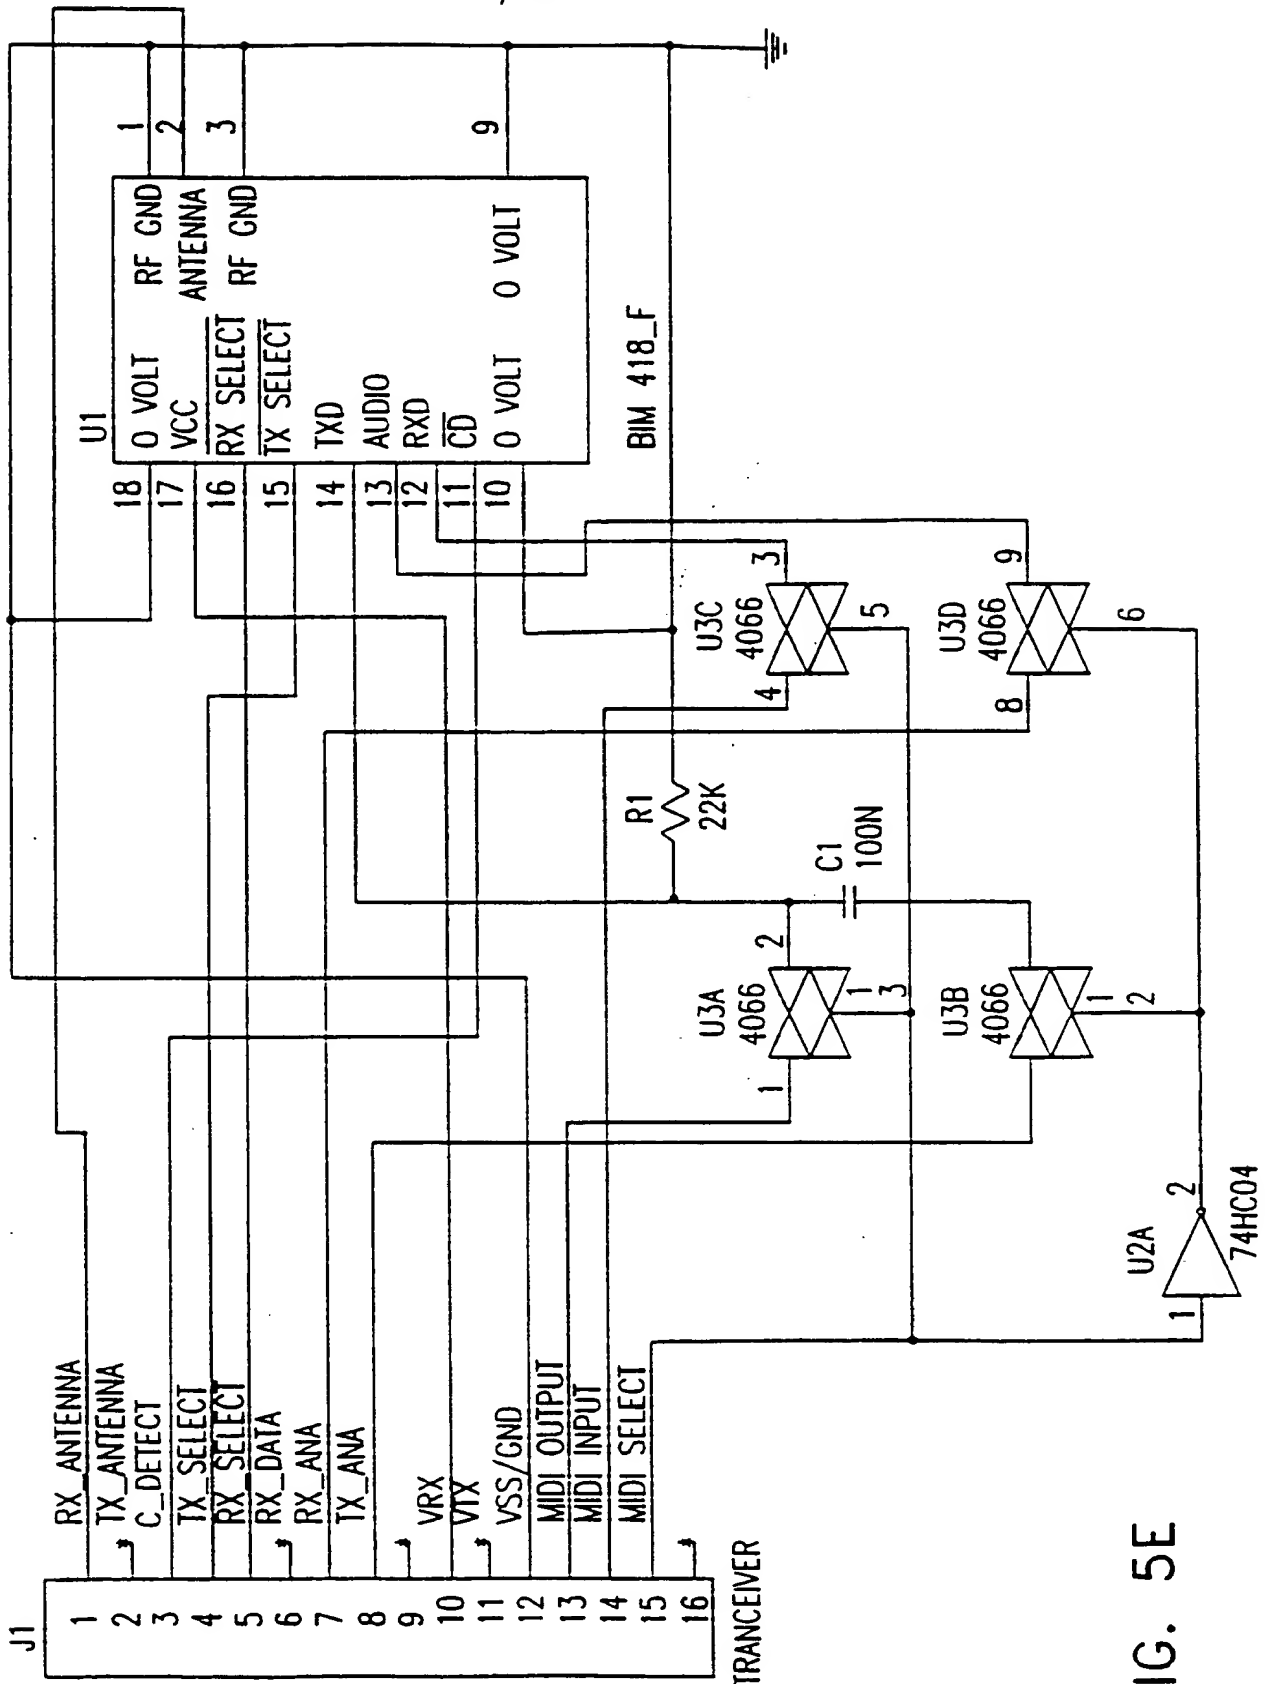 J1
1
2
3
4
5
6
7
8
9
10
11
12
13
14
15
16
TRANCEIVER
RX_ANTENNA
TX_ANTENNA
C_DETECT
TX_SELECT
RX_SELECT
RX_DATA
RX_ANA
TX_ANA
VRX
VTX
VSS/GND
MIDI OUTPUT
MIDI INPUT
MIDI SELECT
U1
18
17
16
15
14
13
12
11
10
O VOLT
VCC
RX SELECT
TX SELECT
TXD
AUDIO
RXD
CD
O VOLT
RF GND
ANTENNA
RF GND
O VOLT
1
2
3
9
BIM 418_F
R1
22K
C1
100N
U3A
4066
1
2
1
3
U3B
4066
1
2
U3C
4066
4
3
5
U3D
4066
8
9
6
U2A
1
2
74HC04
IG. 5E